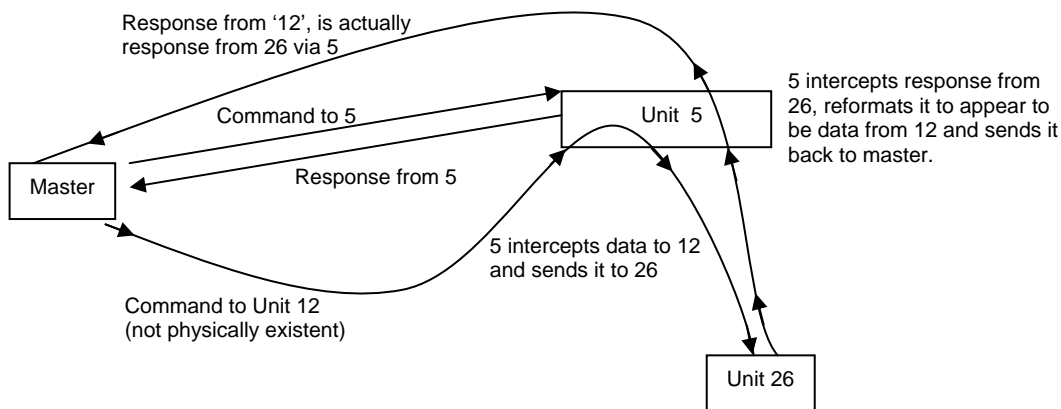 Response from ‘12’, is actually
response from 26 via 5
5 intercepts response from
26, reformats it to appear to
be data from 12 and sends it
back to master.
Command to 5
Unit 5
Response from 5
Master
5 intercepts data to 12
and sends it to 26
Command to Unit 12
(not physically existent)
Unit 26